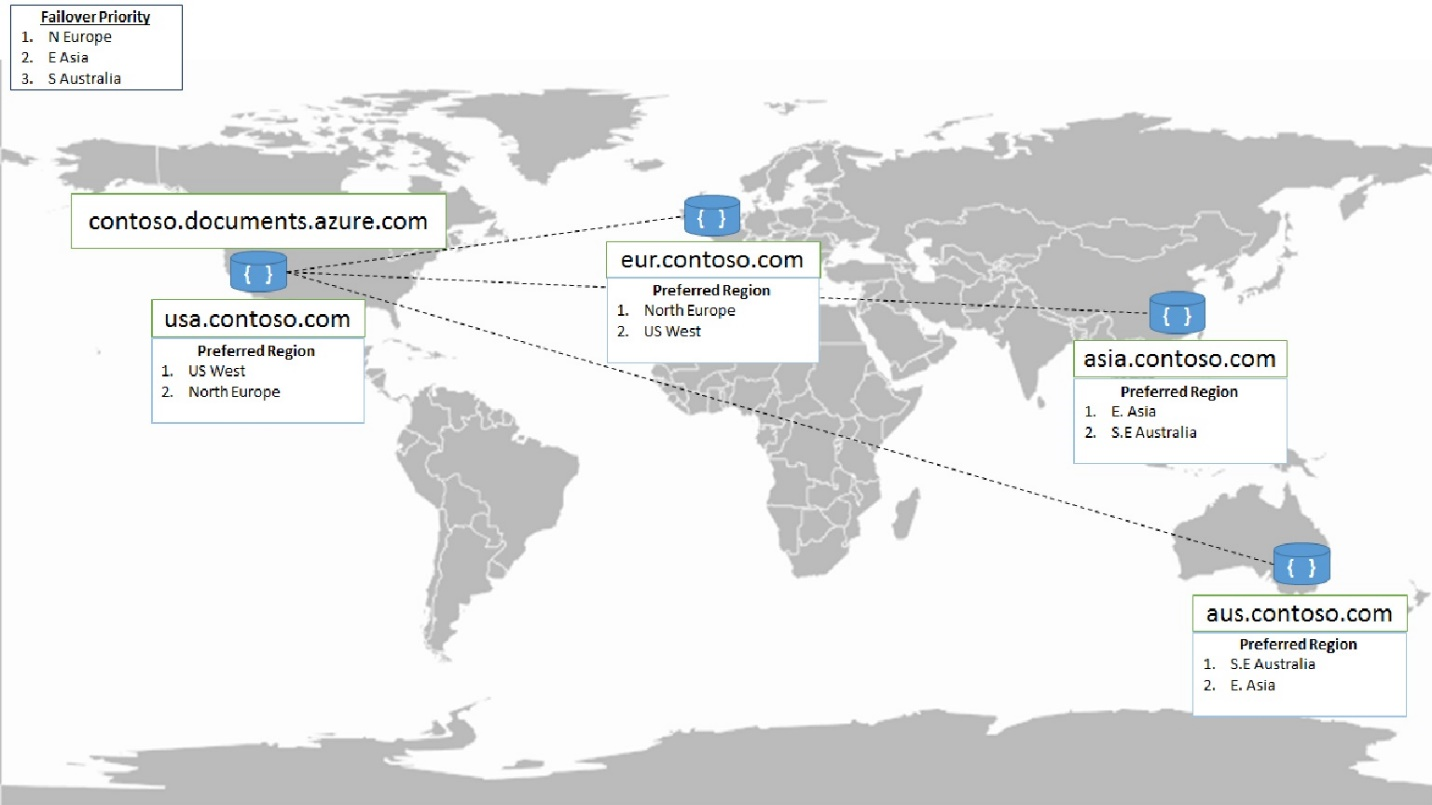 Failover Priority
1. N Europe
2. E Asia
3. S Australia
contoso.documents.azure.com
{ }
usa.contoso.com
Preferred Region
1. US West
2. North Europe
{ }
eur.contoso.com
Preferred Region
1. North Europe
2. US West
{ }
asia.contoso.com
Preferred Region
1. E. Asia
2. S.E Australia
{ }
aus.contoso.com
Preferred Region
1. S.E Australia
2. E. Asia